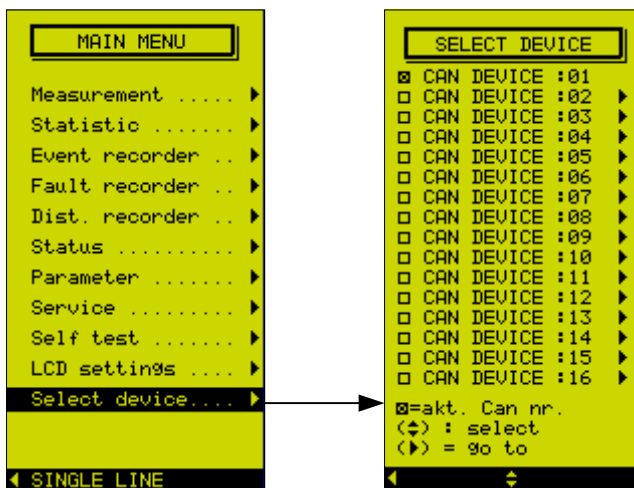 MAIN MENU
Measurement ..... ▶
Statistic ....... ▶
Event recorder .. ▶
Fault recorder .. ▶
Dist. recorder .. ▶
Status .......... ▶
Parameter ....... ▶
Service ......... ▶
Self test ....... ▶
LCD settings .... ▶
Select device.... ▶
◀ SINGLE LINE
SELECT DEVICE
☒ CAN DEVICE :01
□ CAN DEVICE :02 ▶
□ CAN DEVICE :03 ▶
□ CAN DEVICE :04 ▶
□ CAN DEVICE :05 ▶
□ CAN DEVICE :06 ▶
□ CAN DEVICE :07 ▶
□ CAN DEVICE :08 ▶
□ CAN DEVICE :09 ▶
□ CAN DEVICE :10 ▶
□ CAN DEVICE :11 ▶
□ CAN DEVICE :12 ▶
□ CAN DEVICE :13 ▶
□ CAN DEVICE :14 ▶
□ CAN DEVICE :15 ▶
□ CAN DEVICE :16 ▶
☒=akt. Can nr.
(♦) : select
(▶) = go to